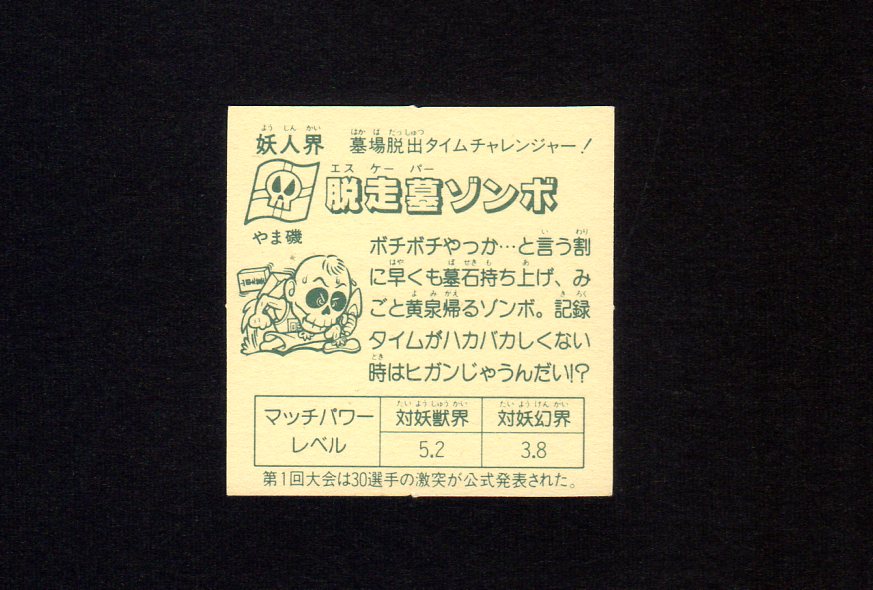 妖人界 墓場脱出タイムチャレンジャー!
脱走墓ゾンボ
やま磯
ボチボチやっか…と言う割
に早くも墓石持ち上げ、み
ごと黄泉帰るゾンボ。記録
タイムがハカバカしくない
時はヒガンじゃうんだい!?
マッチパワーレベル 対妖獣界 対妖幻界
5.2 3.8
第1回大会は30選手の激突が公式発表された。